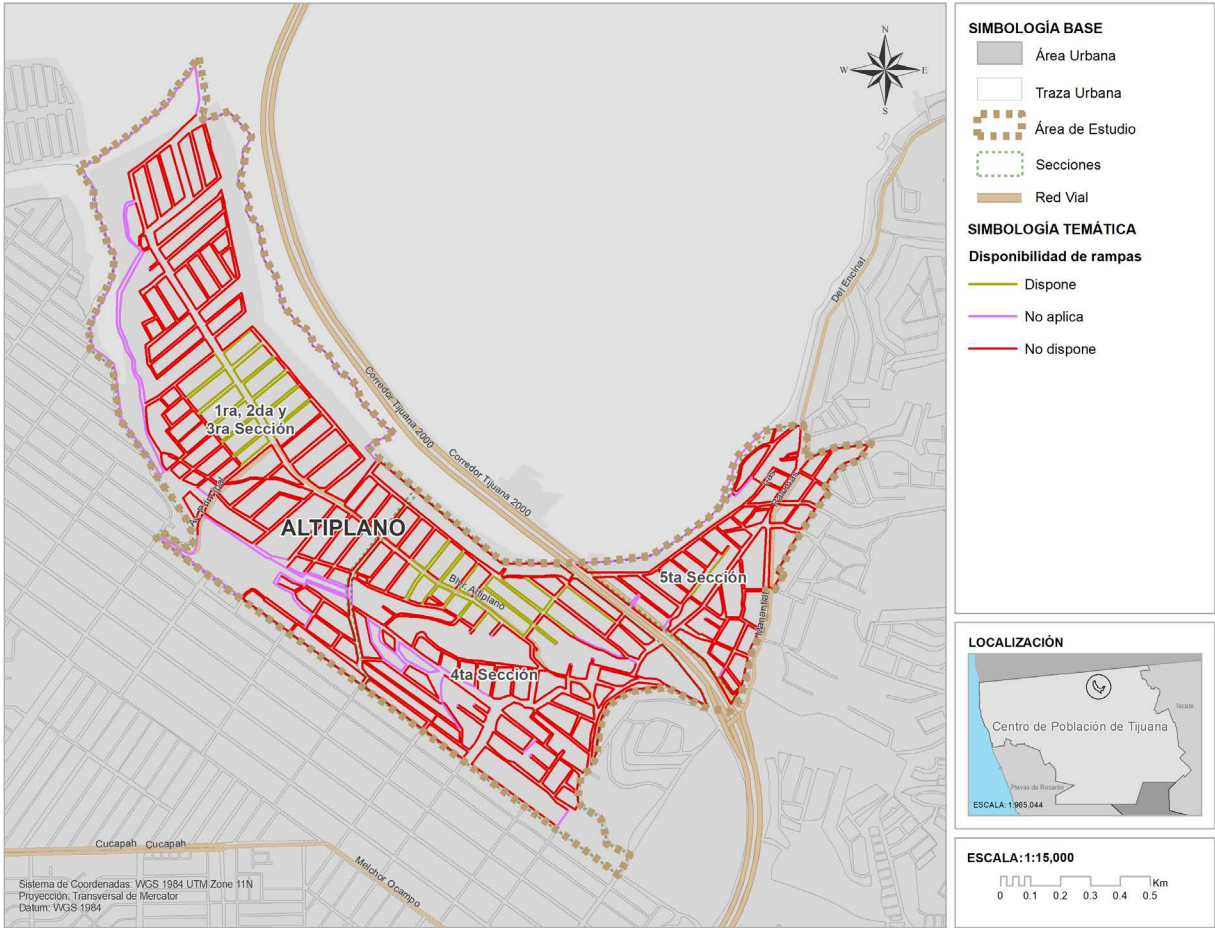 N
W
E
S
Del Encinal
Corredor Tijuana 2000
Corredor Tijuana 2000
1ra, 2da y
3ra Sección
Av. Principal
ALTIPLANO
Blvr. Altiplano
Las
5ta Sección
Manantial
4ta Sección
Cucapah Cucapah
Melchor Ocampo
Sistema de Coordenadas: WGS 1984 UTM Zone 11N
Proyección: Transversal de Mercator
Datum: WGS 1984
SIMBOLOGÍA BASE
Área Urbana
Traza Urbana
Área de Estudio
Secciones
Red Vial
SIMBOLOGÍA TEMÁTICA
Disponibilidad de rampas
Dispone
No aplica
No dispone
LOCALIZACIÓN
Tecate
Centro de Población de Tijuana
Playas de Rosarito
ESCALA: 1:965,044
ESCALA: 1:15,000
Km
0 0.1 0.2 0.3 0.4 0.5